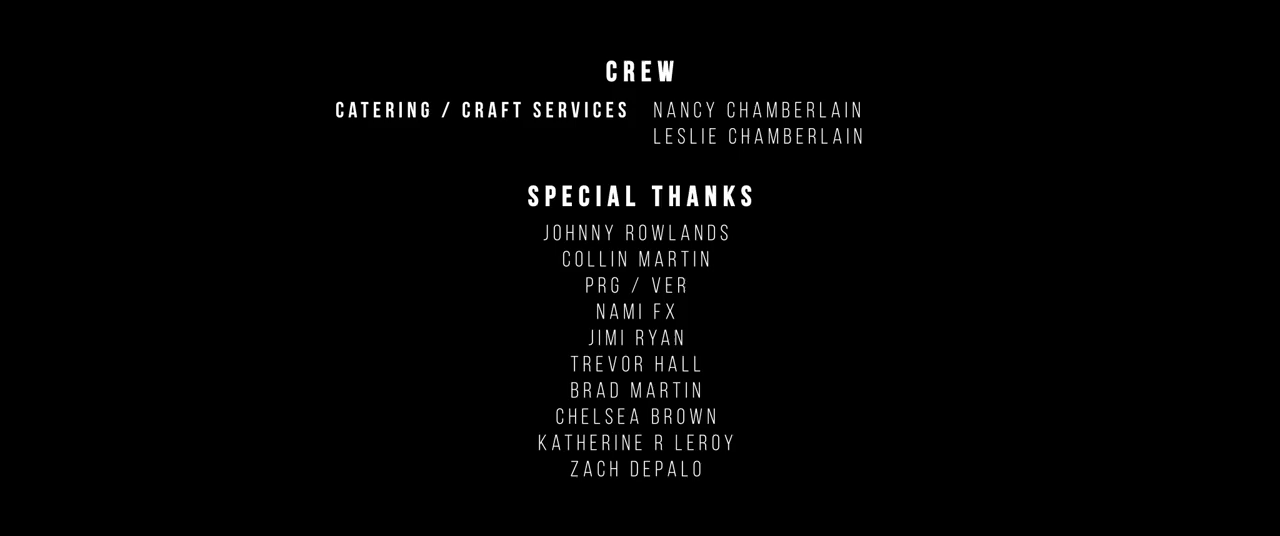 CREW
CATERING / CRAFT SERVICES NANCY CHAMBERLAIN
LESLIE CHAMBERLAIN
SPECIAL THANKS
JOHNNY ROWLANDS
COLLIN MARTIN
PRG / VER
NAMI FX
JIMI RYAN
TREVOR HALL
BRAD MARTIN
CHELSEA BROWN
KATHERINE R LEROY
ZACH DEPALO